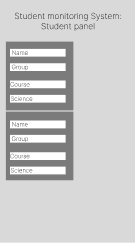 Student monitoring System:
Student panel
Name
Group
Course
Science
Name
Group
Course
Science